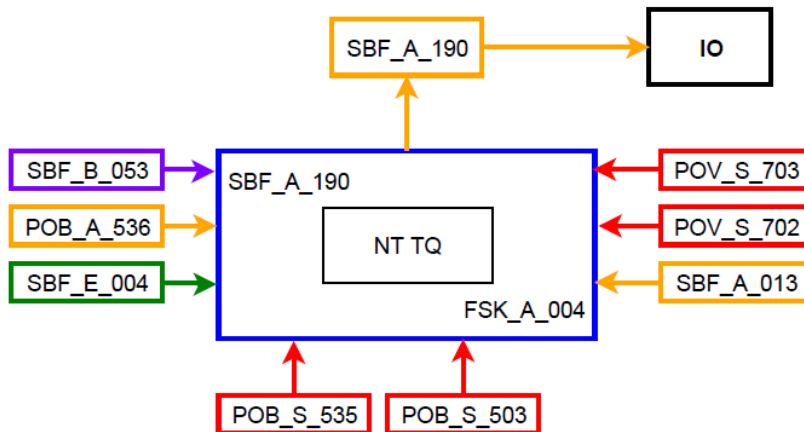 SBF_A_190
IO
SBF_B_053
SBF_A_190
POV_S_703
POB_A_536
NT TQ
POV_S_702
SBF_E_004
FSK_A_004
SBF_A_013
POB_S_535
POB_S_503